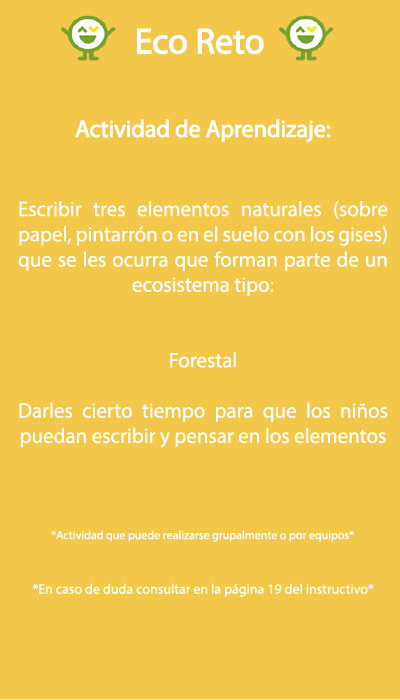 Eco Reto
Actividad de Aprendizaje:
Escribir tres elementos naturales (sobre
papel, pintarrón o en el suelo con los gises)
que se les ocurra que forman parte de un
ecosistema tipo:
Forestal
Darles cierto tiempo para que los niños
puedan escribir y pensar en los elementos
*Actividad que puede realizarse grupalmente o por equipos*
*En caso de duda consultar en la página 19 del instructivo*